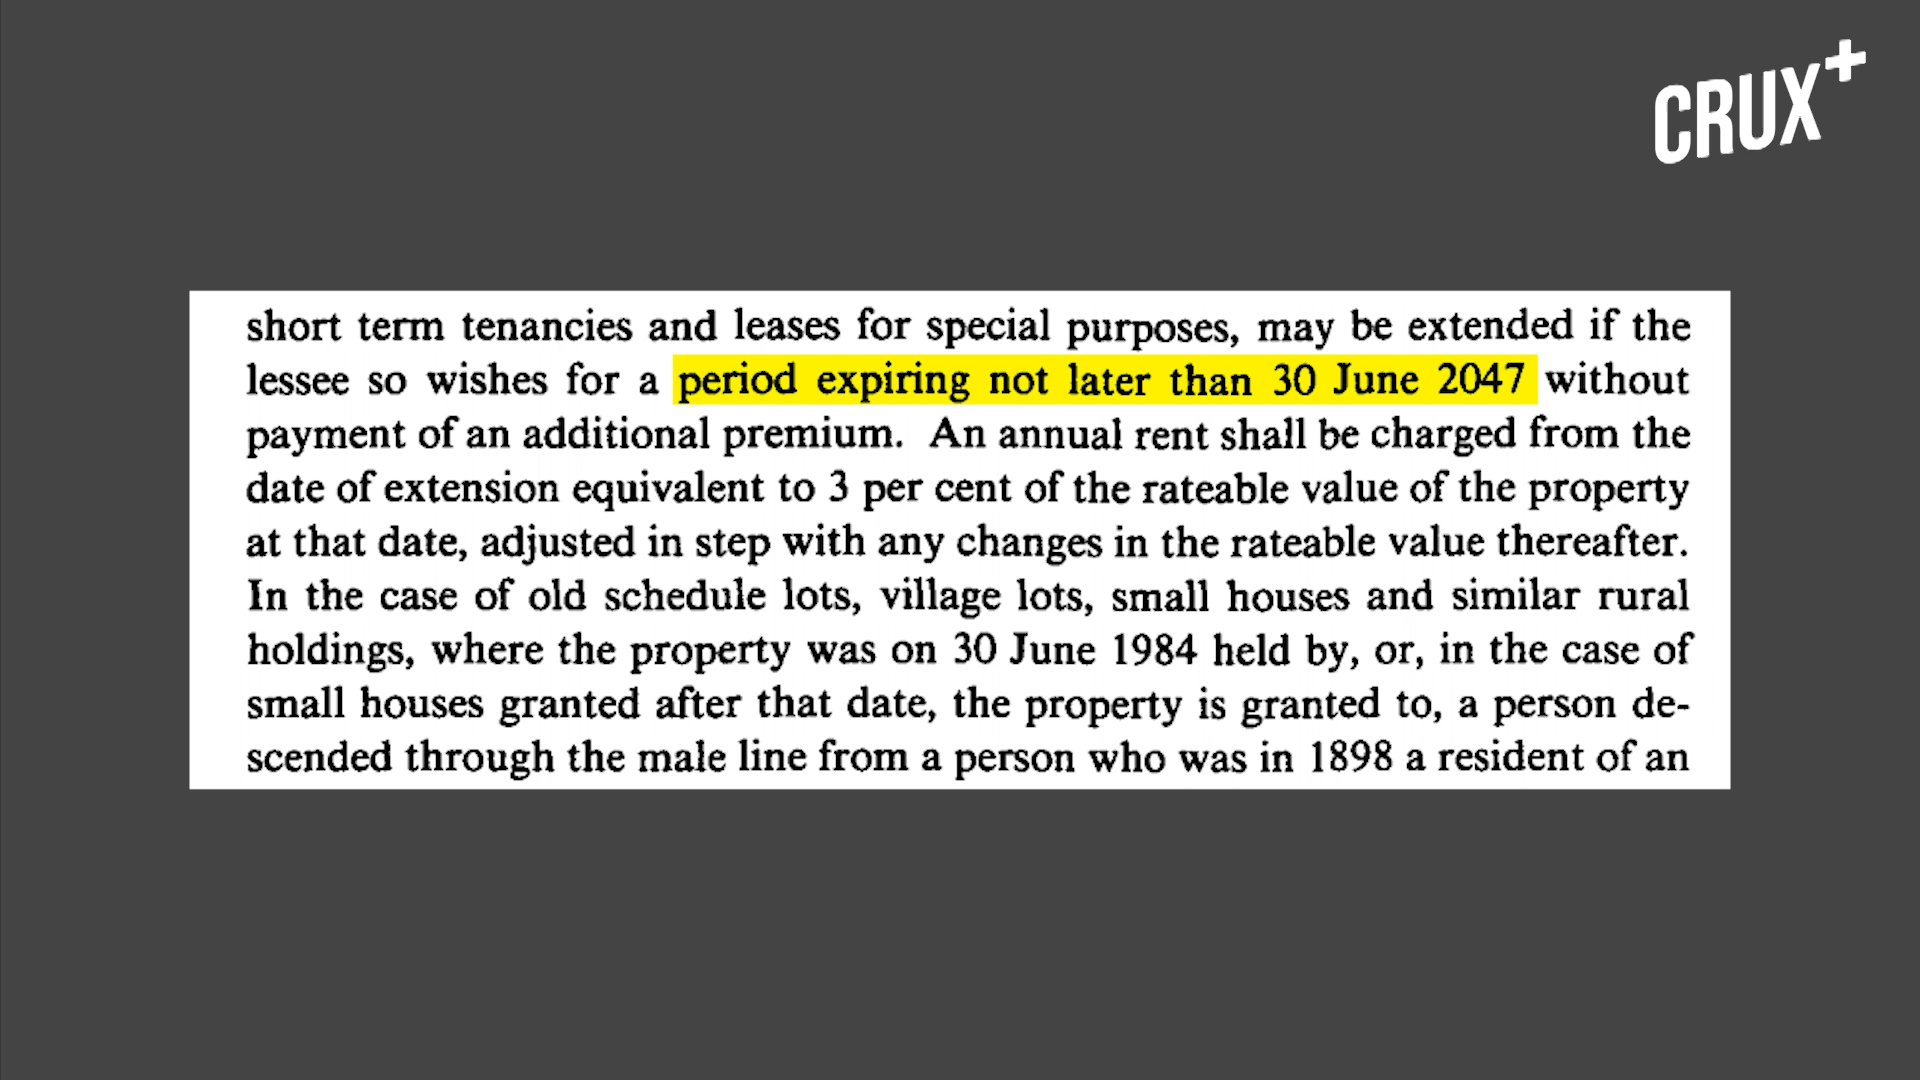 CRUX+
short term tenancies and leases for special purposes, may be extended if the
lessee so wishes for a period expiring not later than 30 June 2047 without
payment of an additional premium. An annual rent shall be charged from the
date of extension equivalent to 3 per cent of the rateable value of the property
at that date, adjusted in step with any changes in the rateable value thereafter.
In the case of old schedule lots, village lots, small houses and similar rural
holdings, where the property was on 30 June 1984 held by, or, in the case of
small houses granted after that date, the property is granted to, a person de-
scended through the male line from a person who was in 1898 a resident of an